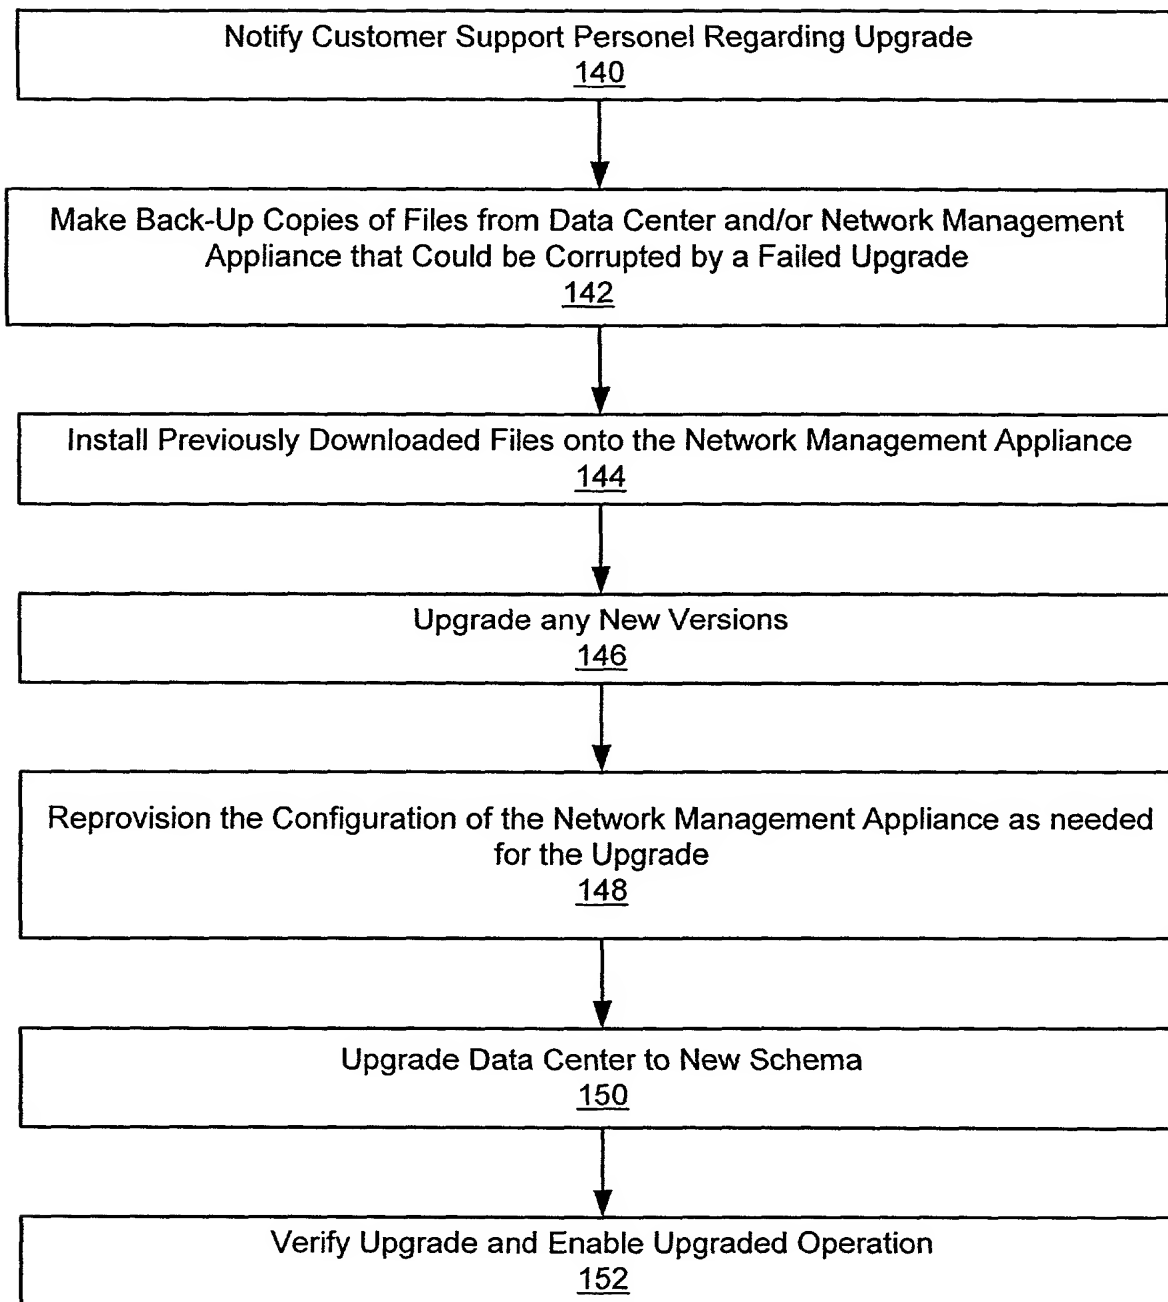 Notify Customer Support Personel Regarding Upgrade
140
Make Back-Up Copies of Files from Data Center and/or Network Management
Appliance that Could be Corrupted by a Failed Upgrade
142
Install Previously Downloaded Files onto the Network Management Appliance
144
Upgrade any New Versions
146
Reprovision the Configuration of the Network Management Appliance as needed
for the Upgrade
148
Upgrade Data Center to New Schema
150
Verify Upgrade and Enable Upgraded Operation
152